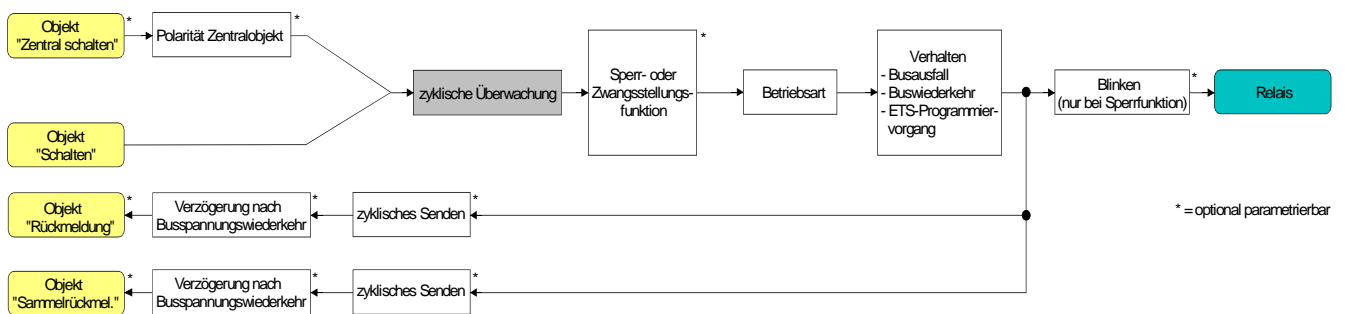 Objekt
"Zentral schalten"
*
Polarität Zentralobjekt
*
zyklische Überwachung
Sperr- oder
Zwangsstellungs-
funktion
*
Betriebsart
Verhalten
- Busausfall
- Buswiederkehr
- ETS-Programmier-
vorgang
Blinken
(nur bei Sperrfunktion)
*
Relais
Objekt
"Schalten"
Objekt
"Rückmeldung"
*
Verzögerung nach
Busspannungswiederkehr
*
zyklisches Senden
*
* = optional parametrierbar
Objekt
"Sammelrückmel."
*
Verzögerung nach
Busspannungswiederkehr
*
zyklisches Senden
*